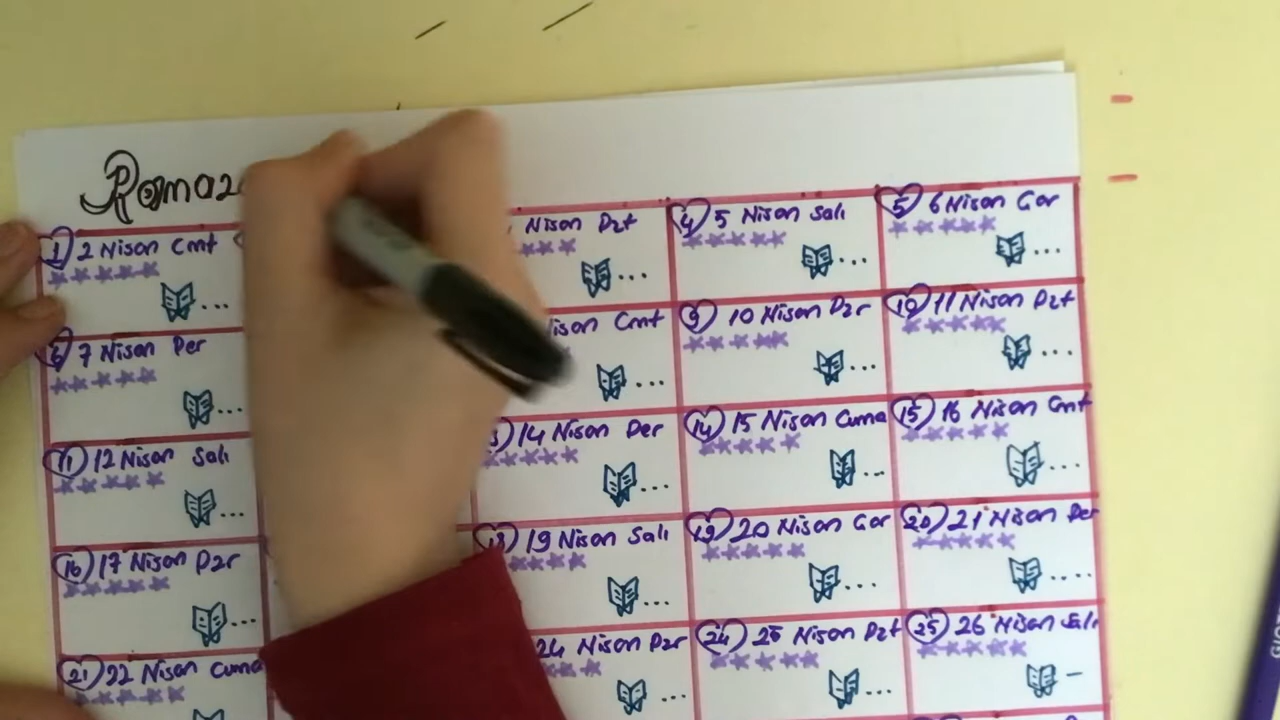 Ramaz
1 2 Nisan Cmt
Nisan Pzt
4 5 Nisan Salı
5 6 Nisan Çar
6 7 Nisan Per
Nisan Cmt
9 10 Nisan Pzr
10 11 Nisan Pzt
11 12 Nisan Salı
14 Nisan Per
14 15 Nisan Cuma
15 16 Nisan Cmt
16 17 Nisan Pzr
18 19 Nisan Salı
19 20 Nisan Çar
20 21 Nisan Per
21 22 Nisan Cuma
24 Nisan Pzr
24 25 Nisan Pzt
25 26 Nisan Salı